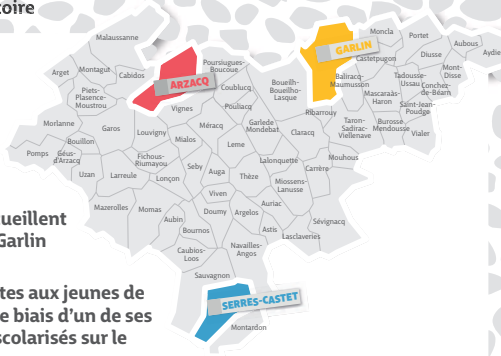 toire
Malaussanne
Moncla
Portet
GARLIN
Aubous
Castetpugon
Diusse
Aydie
Poursiugues-
Boucoue
Arget
Montagut
Cabidos
ARZACQ
Coublucq
Boueilh-
Boueilho-
Lasque
Baliracq-
Maumusson
Tadousse-
Ussau
Mont-
Disse
Conchez-
de-Béarn
Piets-
Plasence-
Moustrou
Mascaraàs-
Haron
Saint-Jean-
Poudge
Vignes
Pouliacq
Ribarrouy
Taron-
Sadirac-
Viellenave
Burosse
Mendousse
Vialer
Morlanne
Garos
Louvigny
Méracq
Garlede
Mondebat
Claracq
Bouillon
Mialos
Leme
Pomps
Géus-
d'Arzacq
Fichous-
Riumayou
Lalonquette
Mouhous
Seby
Auga
Thèze
Carrère
Uzan
Larreule
Lonçon
Miossens-
Lanusse
Viven
Auriac
Mazerolles
Momas
Doumy
Argelos
Aubin
Sévignacq
Bournos
Astis
Lasclaveries
Navailles-
Angos
Caubios-
Loos
Sauvagnon
SERRES-CASTET
Montardon
ueillent
Garlin
tes aux jeunes de
e biais d'un de ses
scolarisés sur le